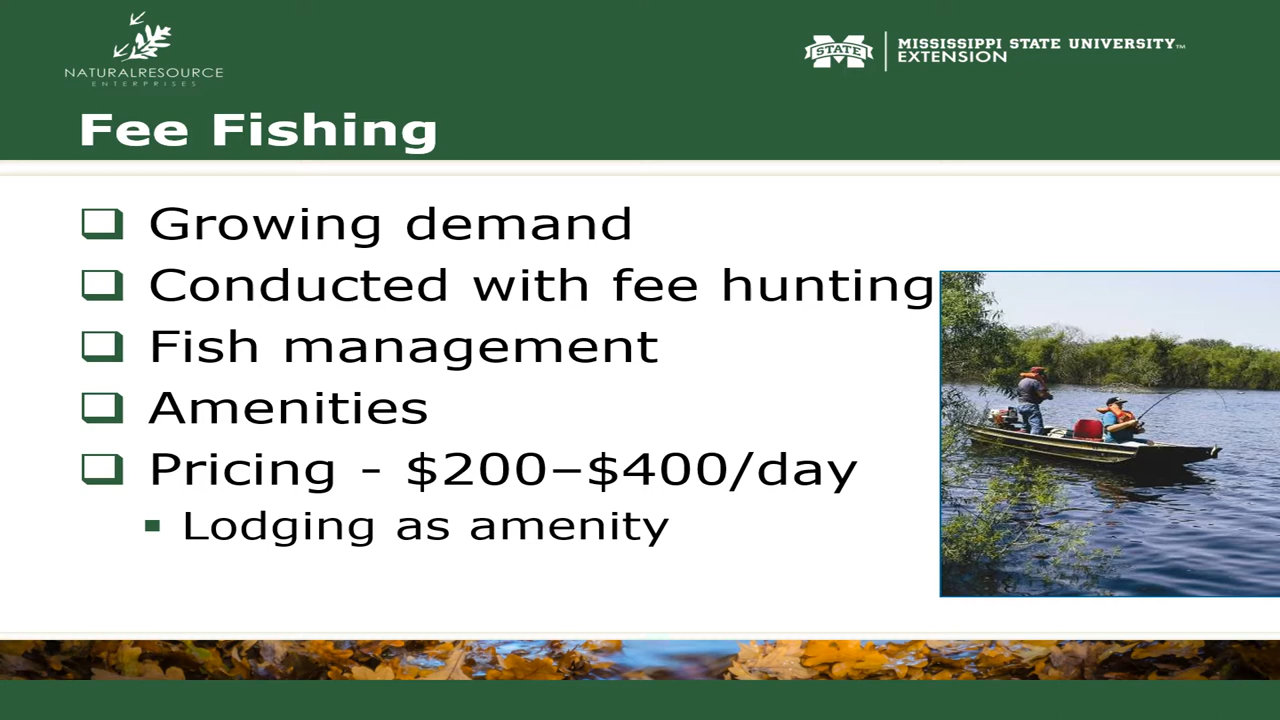 NATURALRESOURCE
ENTERPRISES
STATE
MISSISSIPPI STATE UNIVERSITY™
EXTENSION
Fee Fishing
Growing demand
Conducted with fee hunting
Fish management
Amenities
Pricing - $200–$400/day
Lodging as amenity